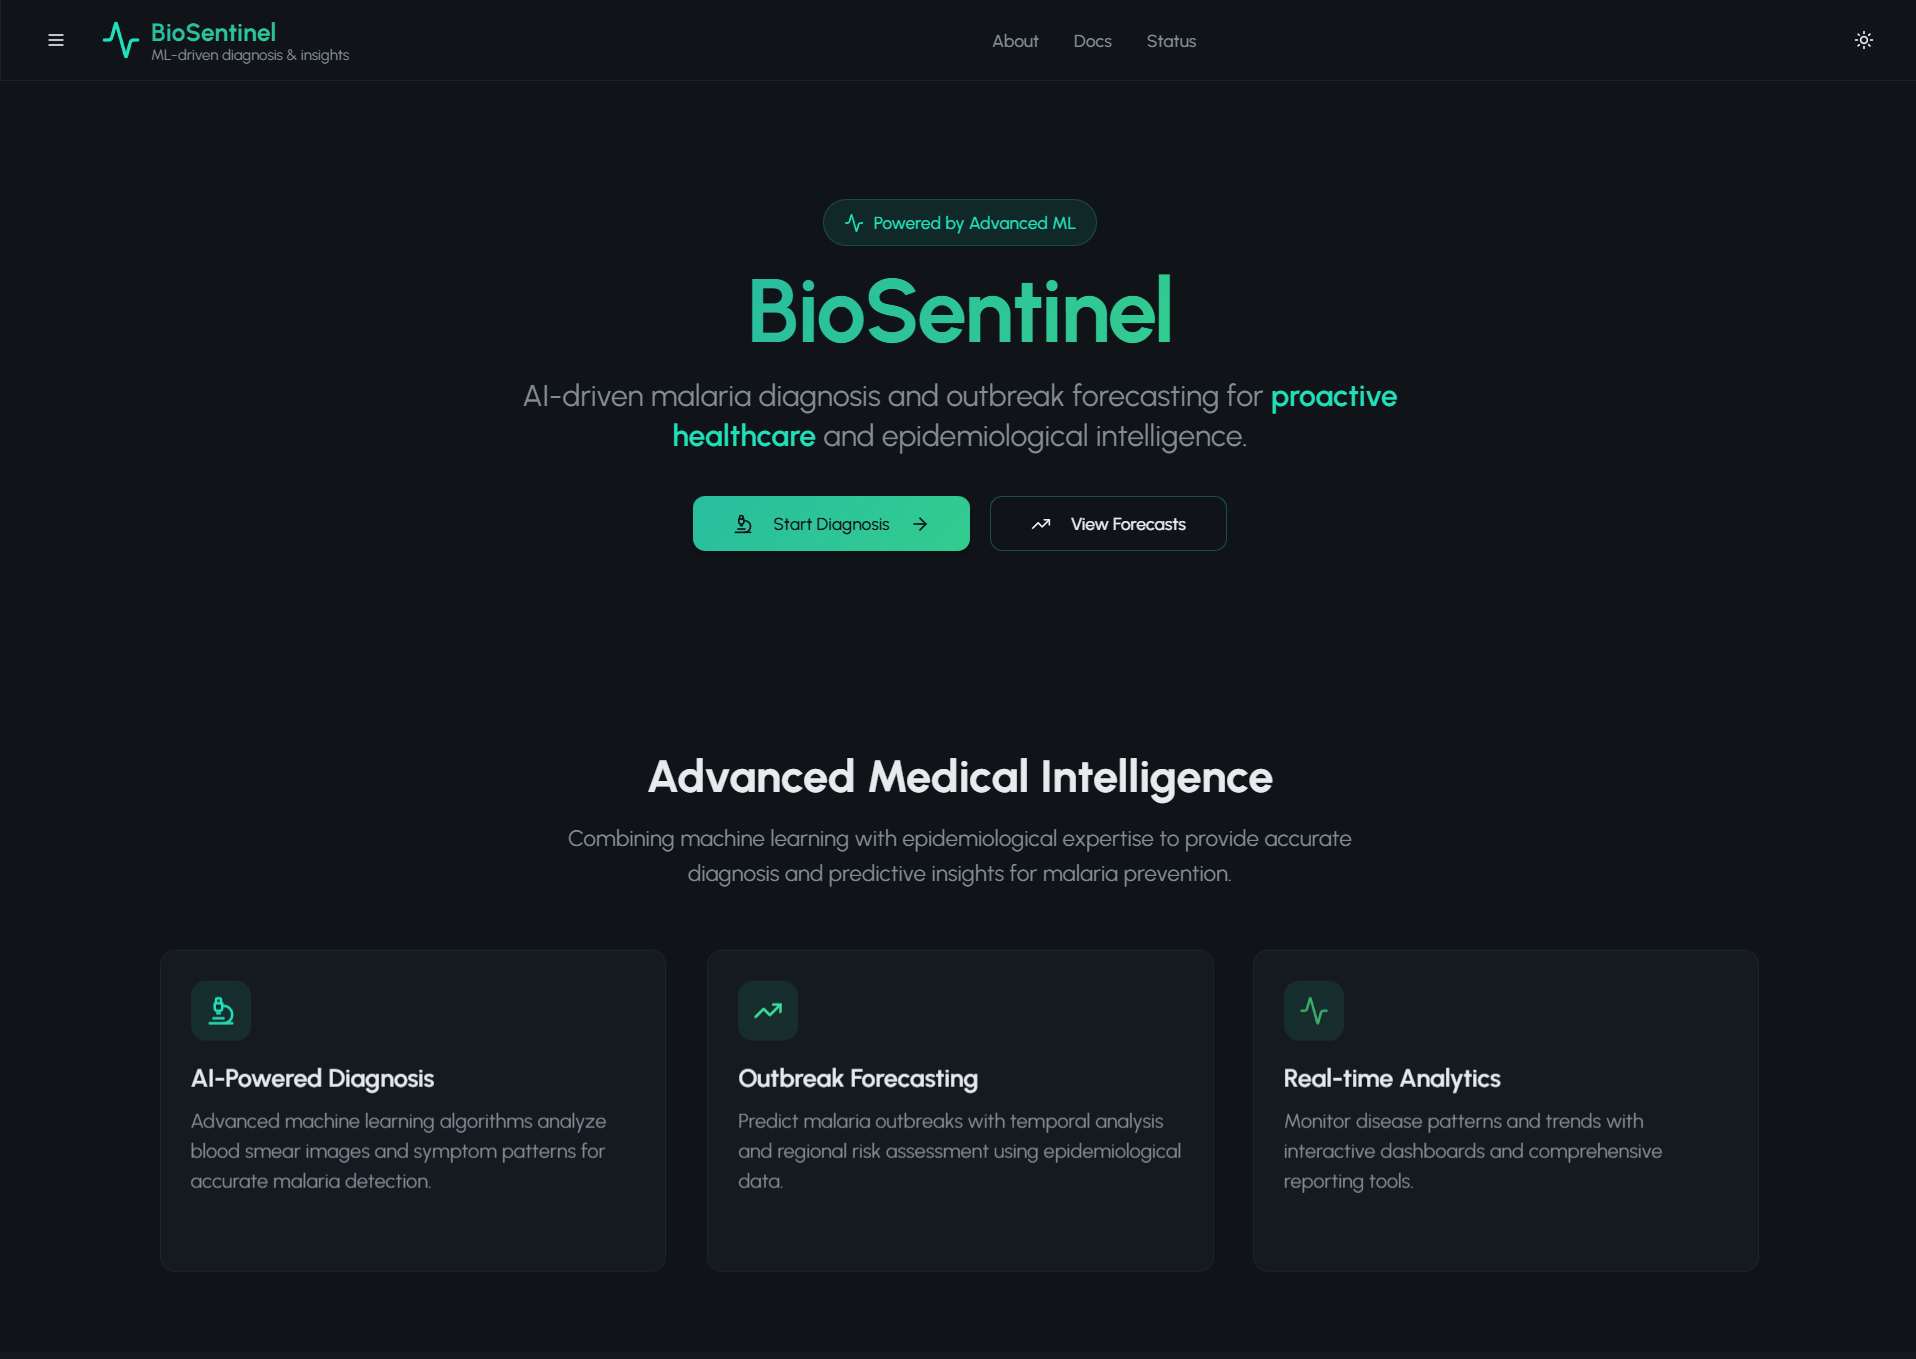 BioSentinel
ML-driven diagnosis & insights
About
Docs
Status
Powered by Advanced ML
BioSentinel
AI-driven malaria diagnosis and outbreak forecasting for proactive
healthcare and epidemiological intelligence.
Start Diagnosis
View Forecasts
Advanced Medical Intelligence
Combining machine learning with epidemiological expertise to provide accurate
diagnosis and predictive insights for malaria prevention.
AI-Powered Diagnosis
Advanced machine learning algorithms analyze
blood smear images and symptom patterns for
accurate malaria detection.
Outbreak Forecasting
Predict malaria outbreaks with temporal analysis
and regional risk assessment using epidemiological
data.
Real-time Analytics
Monitor disease patterns and trends with
interactive dashboards and comprehensive
reporting tools.